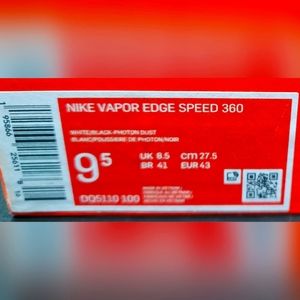 NIKE VAPOR EDGE SPEED 360
WHITE/BLACK-PHOTON DUST
BLANC/POUSSIERE DE PHOTON/NOIR
9 5
UK 8.5 cm 27.5
BR 41 EUR 43
DQ5110 100